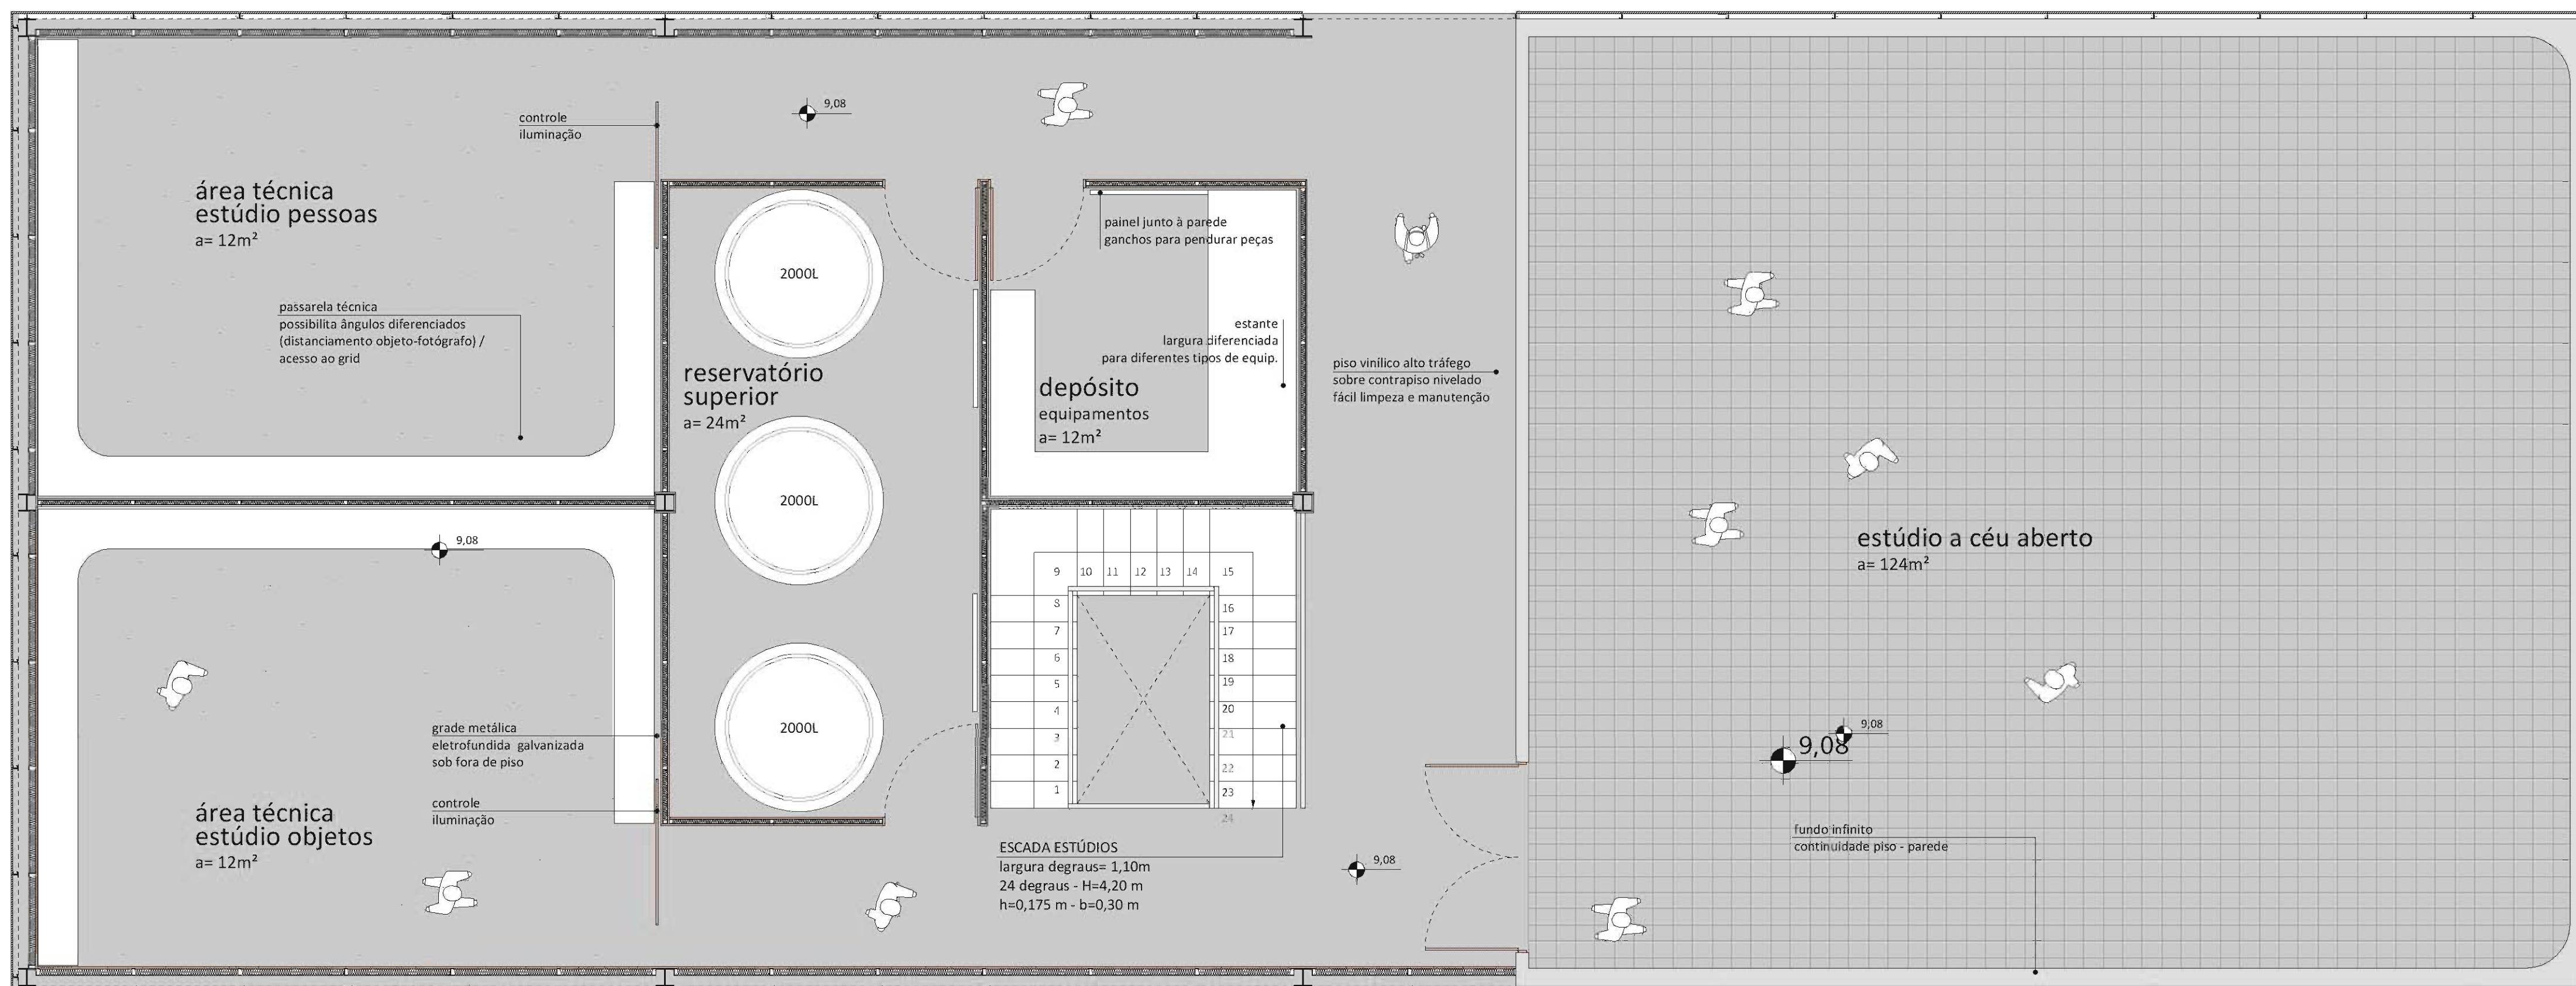 controle
iluminação
9,08
área técnica
estúdio pessoas
a= 12m²
passarela técnica
possibilita ângulos diferenciados
(distanciamento objeto-fotógrafo) /
acesso ao grid
2000L
reservatório
superior
a= 24m²
2000L
2000L
painel junto à parede
ganchos para pendurar peças
estante
largura diferenciada
para diferentes tipos de equip.
depósito
equipamentos
a= 12m²
piso vinílico alto tráfego
sobre contrapiso nivelado
fácil limpeza e manutenção
9,08
grade metálica
eletrofundida galvanizada
sob fora de piso
controle
iluminação
área técnica
estúdio objetos
a= 12m²
9 10 11 12 13 14 15
8 16
7 17
6 18
5 19
4 20
3 21
2 22
1 23
24
ESCADA ESTÚDIOS
largura degraus= 1,10m
24 degraus - H=4,20 m
h=0,175 m - b=0,30 m
9,08
estúdio a céu aberto
a= 124m²
9,08
9,08
fundo infinito
continuidade piso - parede